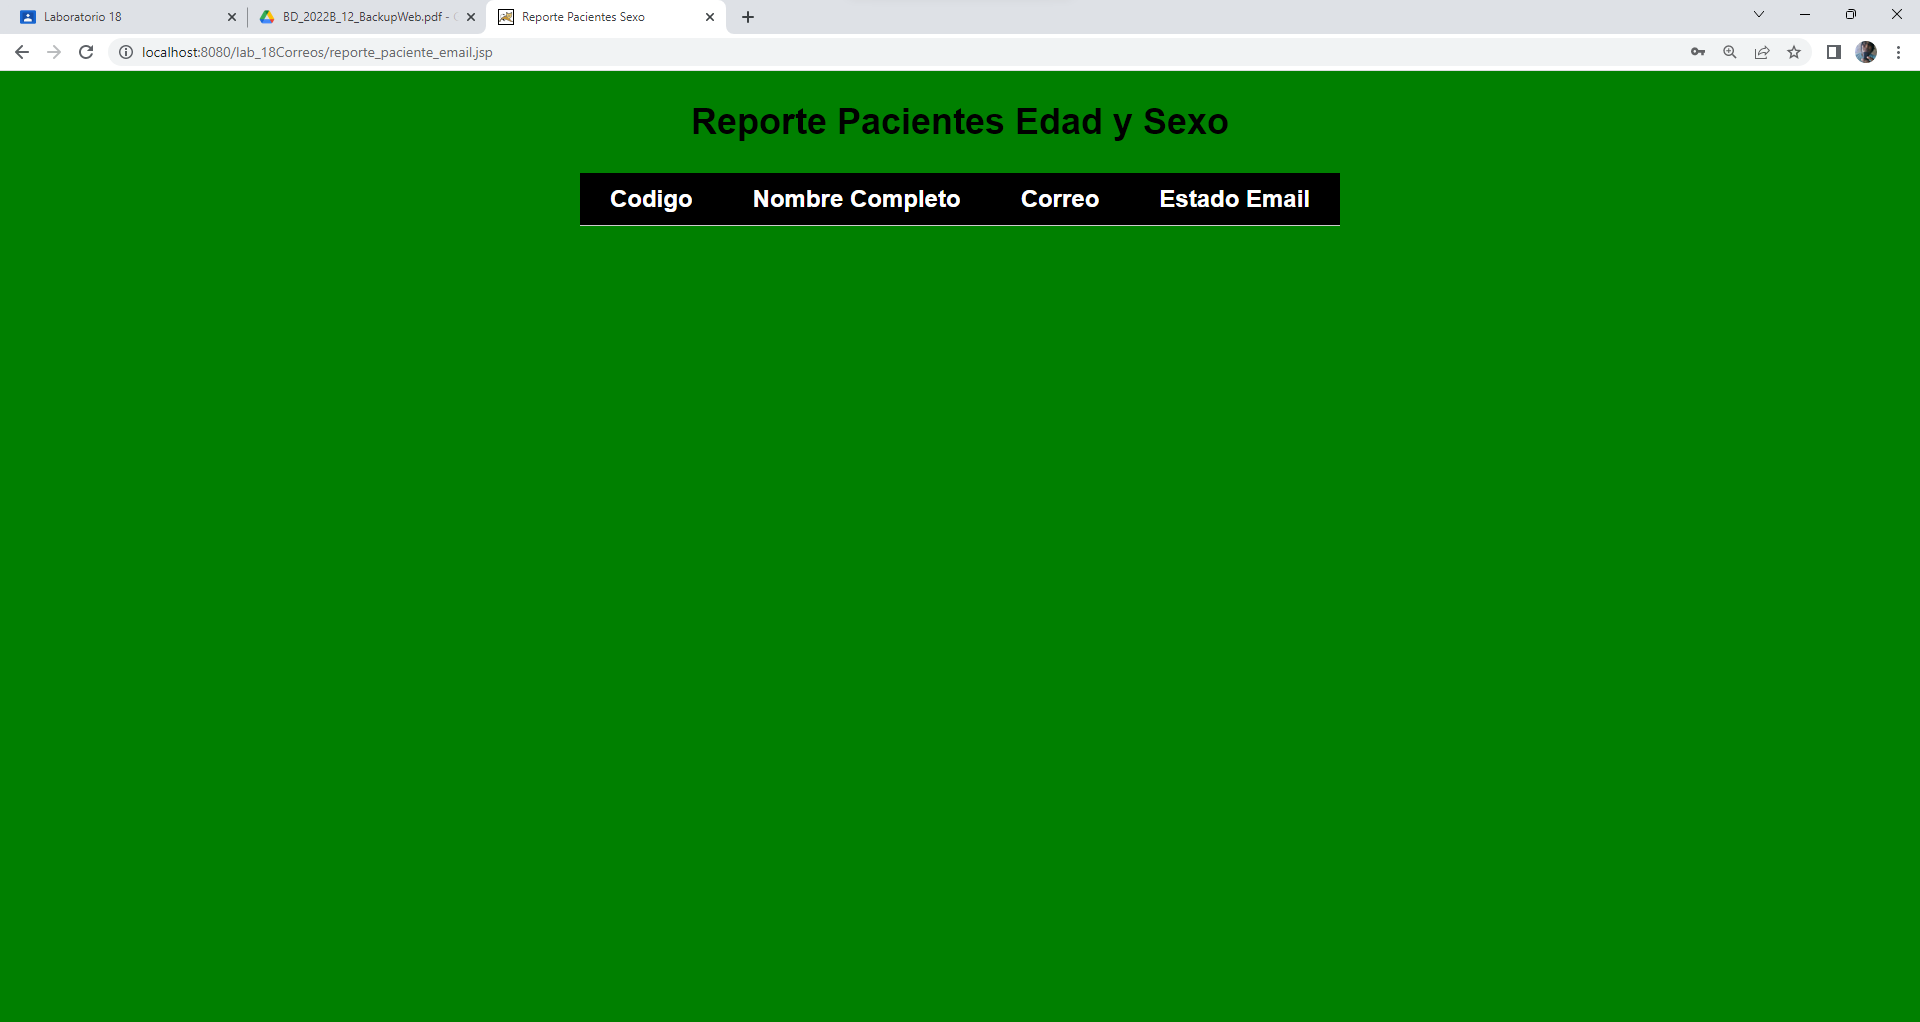 Laboratorio 18
BD_2022B_12_BackupWeb.pdf -
Reporte Pacientes Sexo
localhost:8080/lab_18Correos/reporte_paciente_email.jsp
Reporte Pacientes Edad y Sexo
Codigo Nombre Completo Correo Estado Email